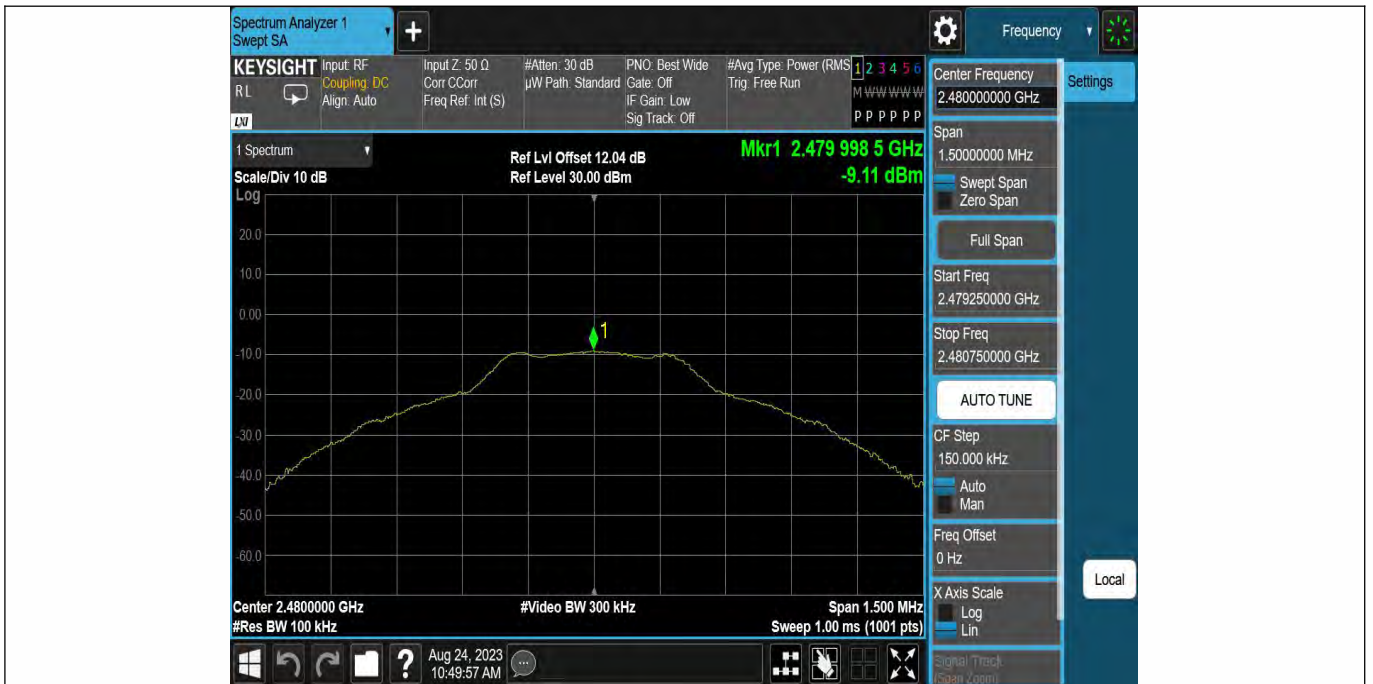 Spectrum Analyzer 1
Swept SA
Frequency
KEYSIGHT
RL
LXI
Input: RF
Coupling: DC
Align: Auto
Input Z: 50 Ω
Corr CCorr
Freq Ref: Int (S)
#Atten: 30 dB
µW Path: Standard
PNO: Best Wide
Gate: Off
IF Gain: Low
Sig Track: Off
#Avg Type: Power (RMS
Trig: Free Run
1 2 3 4 5 6
M W W W W W
P P P P P P
1 Spectrum
Scale/Div 10 dB
Log
Ref Lvl Offset 12.04 dB
Ref Level 30.00 dBm
Mkr1 2.479 998 5 GHz
-9.11 dBm
20.0
10.0
0.00
-10.0
-20.0
-30.0
-40.0
-50.0
-60.0
1
Center 2.4800000 GHz
#Res BW 100 kHz
#Video BW 300 kHz
Span 1.500 MHz
Sweep 1.00 ms (1001 pts)
Aug 24, 2023
10:49:57 AM
?
Center Frequency
2.480000000 GHz
Settings
Span
1.50000000 MHz
Swept Span
Zero Span
Full Span
Start Freq
2.479250000 GHz
Stop Freq
2.480750000 GHz
AUTO TUNE
CF Step
150.000 kHz
Auto
Man
Freq Offset
0 Hz
X Axis Scale
Log
Lin
Signal Track
(Span Zoom)
Local